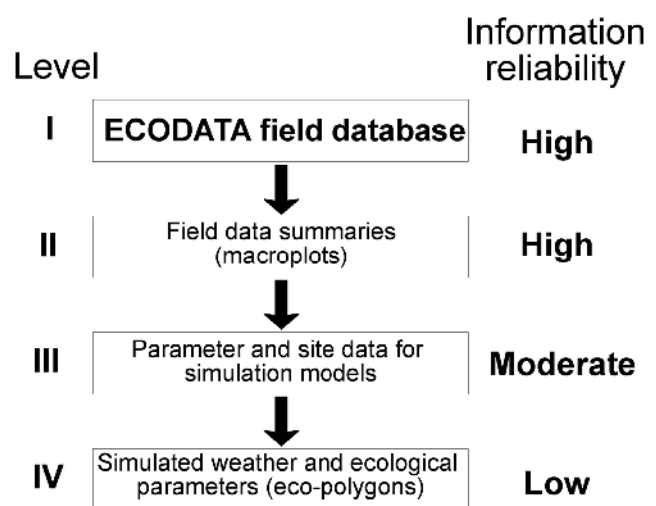 Level
Information
reliability
I
ECODATA field database
High
II
Field data summaries
(macroplots)
High
III
Parameter and site data for
simulation models
Moderate
IV
Simulated weather and ecological
parameters (eco-polygons)
Low